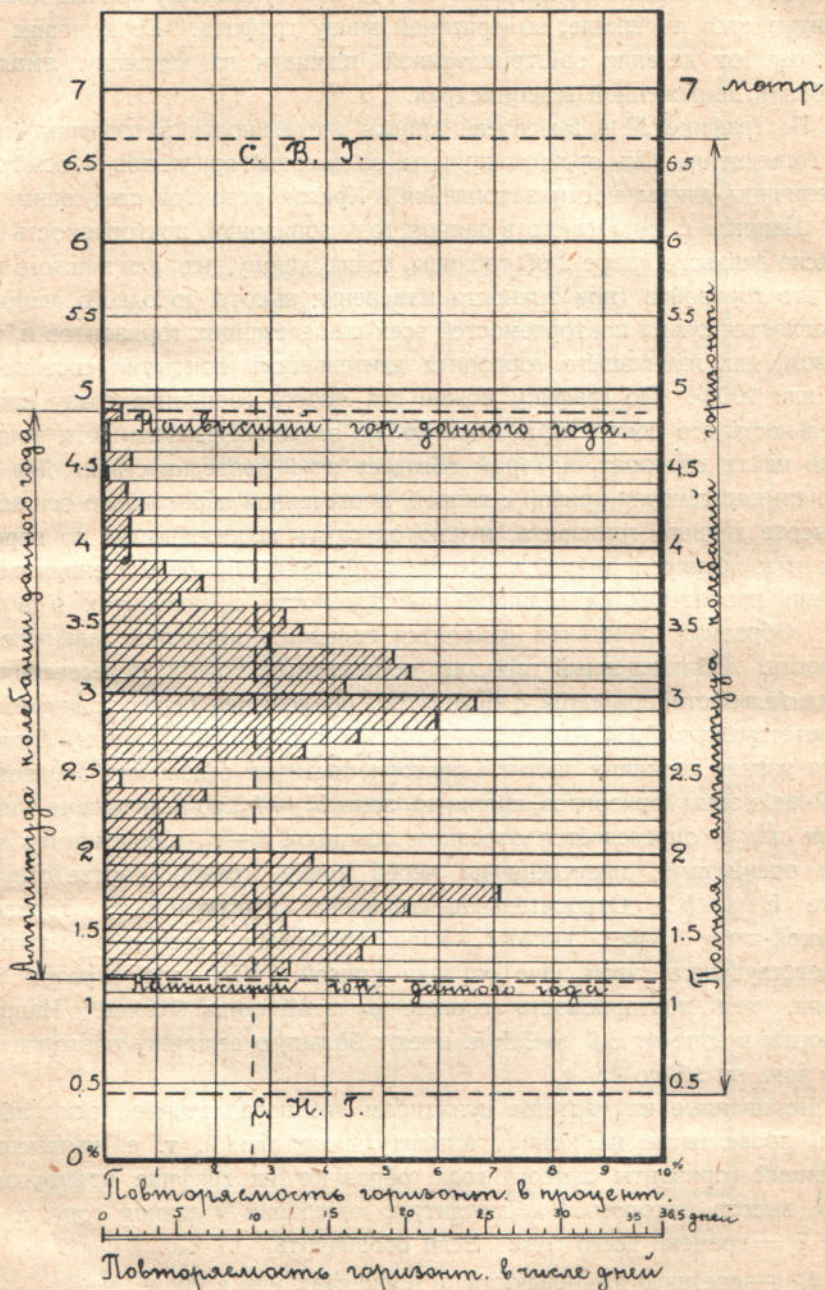 7 7 метр
С. В. Г.
6.5 6.5
6 6
5.5 5.5
5 5
Наивысший гор. данного года.
4.5 4.5
4 4
3.5 3.5
3 3
2.5 2.5
2 2
1.5 1.5
Наинисший гор. данного года
1 1
0.5 0.5
С. Н. Г.
0% 1 2 3 4 5 6 7 8 9 10%
Амплитуда колебаний данного года
Полная амплитуда колебаний горизонта
Повторяемость горизонт. в процент.
0 5 10 15 20 25 30 35 36.5 дней
Повторяемость горизонт. в числе дней